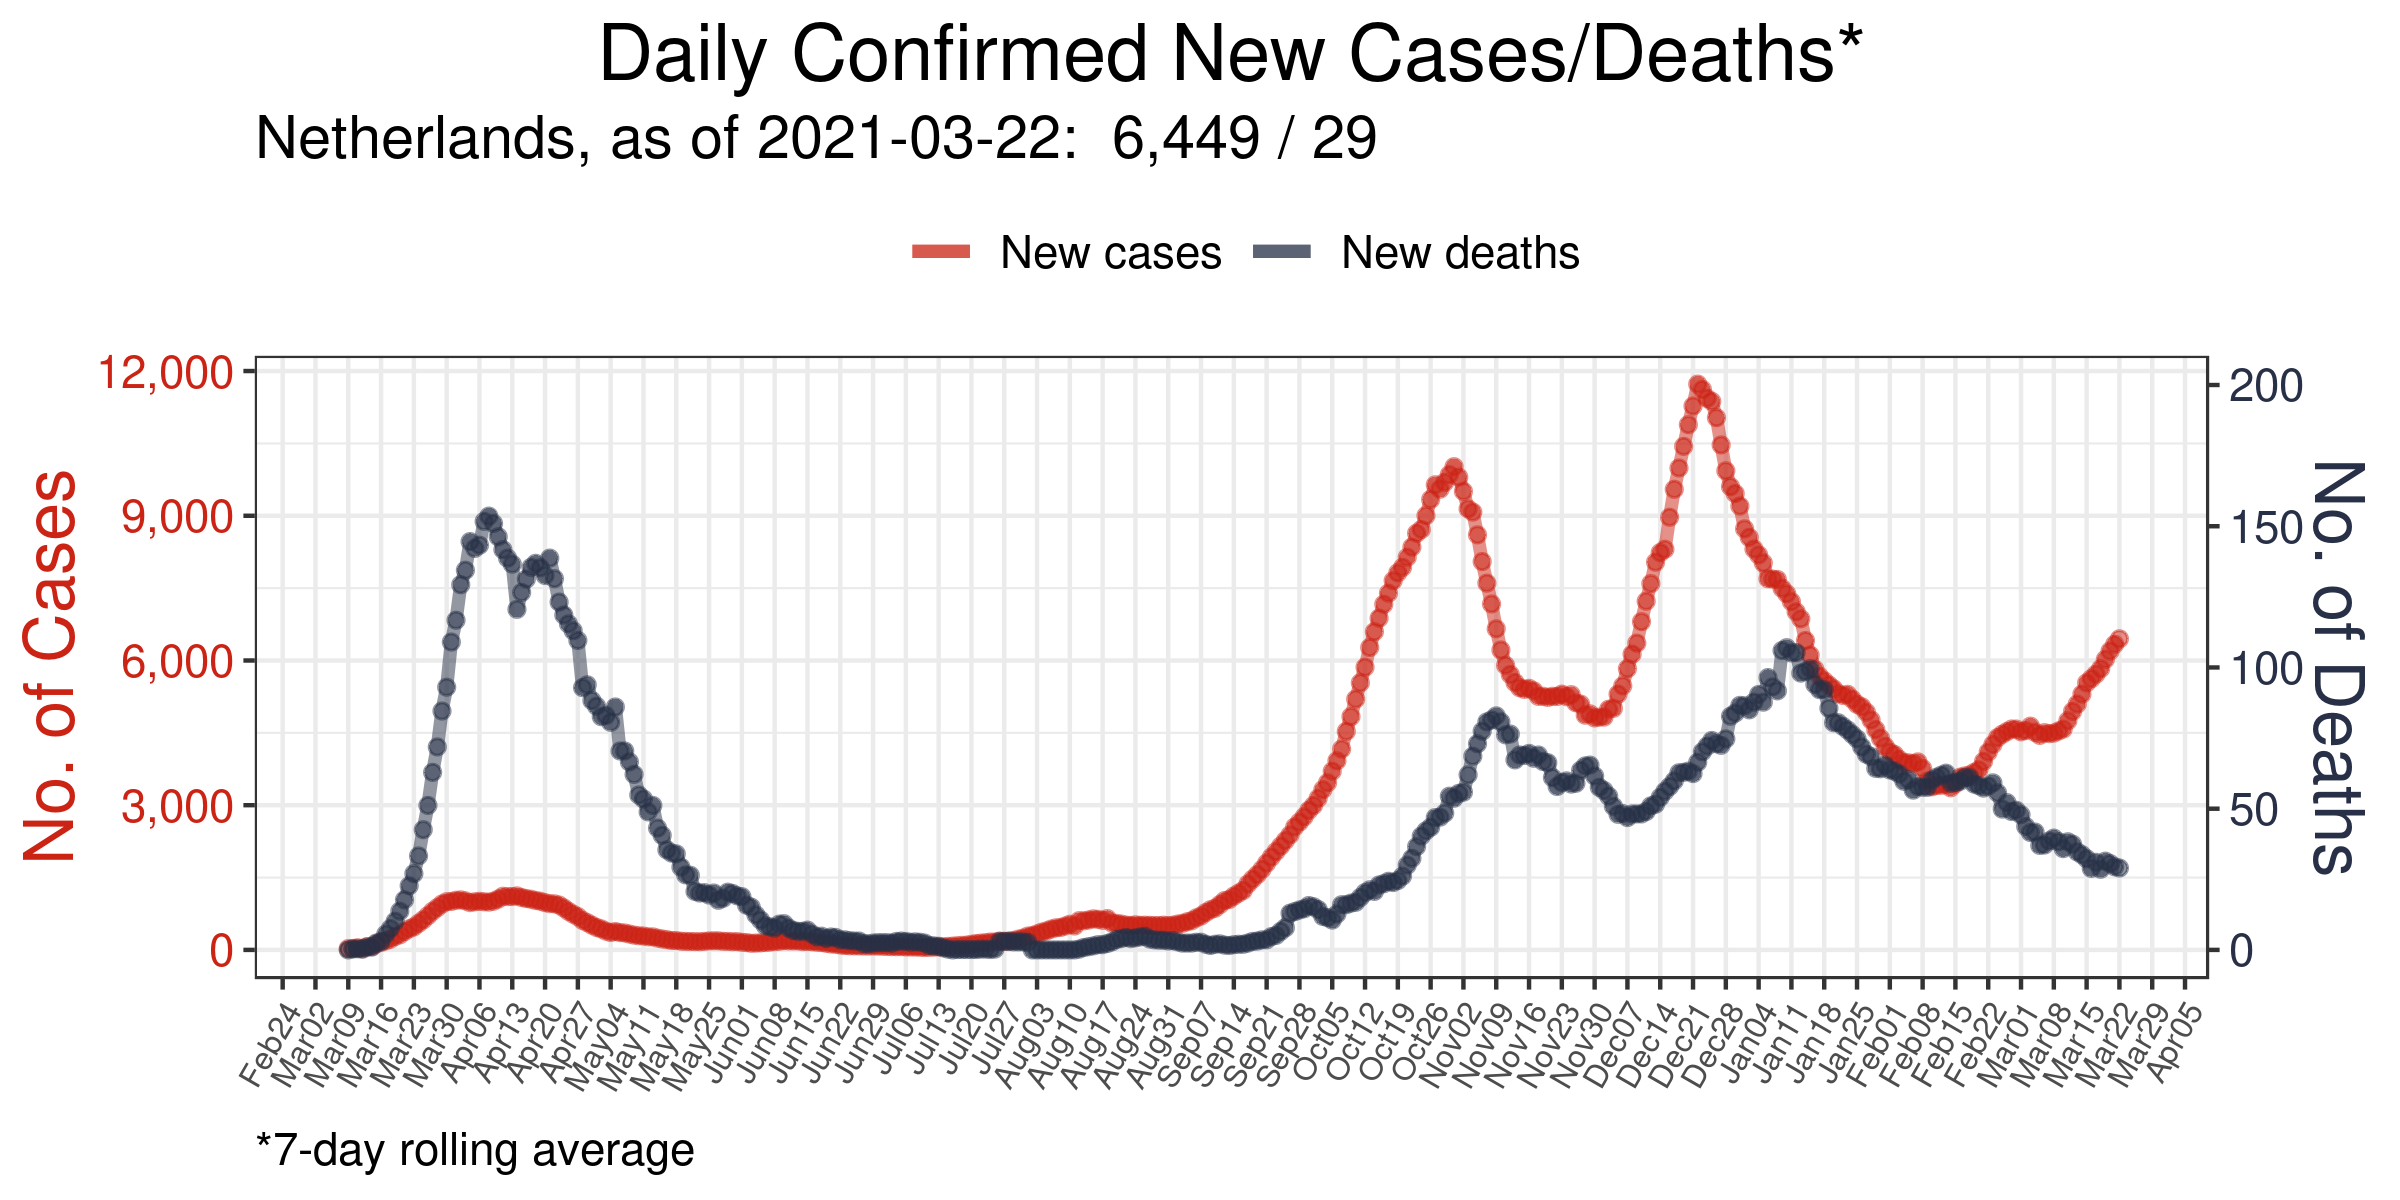 Daily Confirmed New Cases/Deaths*
Netherlands, as of 2021-03-22:  6,449 / 29
New cases
New deaths
No. of Cases
12,000
9,000
6,000
3,000
0
200
150
100
50
0
No. of Deaths
Feb24
Mar02
Mar09
Mar16
Mar23
Mar30
Apr06
Apr13
Apr20
Apr27
May04
May11
May18
May25
Jun01
Jun08
Jun15
Jun22
Jun29
Jul06
Jul13
Jul20
Jul27
Aug03
Aug10
Aug17
Aug24
Aug31
Sep07
Sep14
Sep21
Sep28
Oct05
Oct12
Oct19
Oct26
Nov02
Nov09
Nov16
Nov23
Nov30
Dec07
Dec14
Dec21
Dec28
Jan04
Jan11
Jan18
Jan25
Feb01
Feb08
Feb15
Feb22
Mar01
Mar08
Mar15
Mar22
Mar29
Apr05
*7-day rolling average